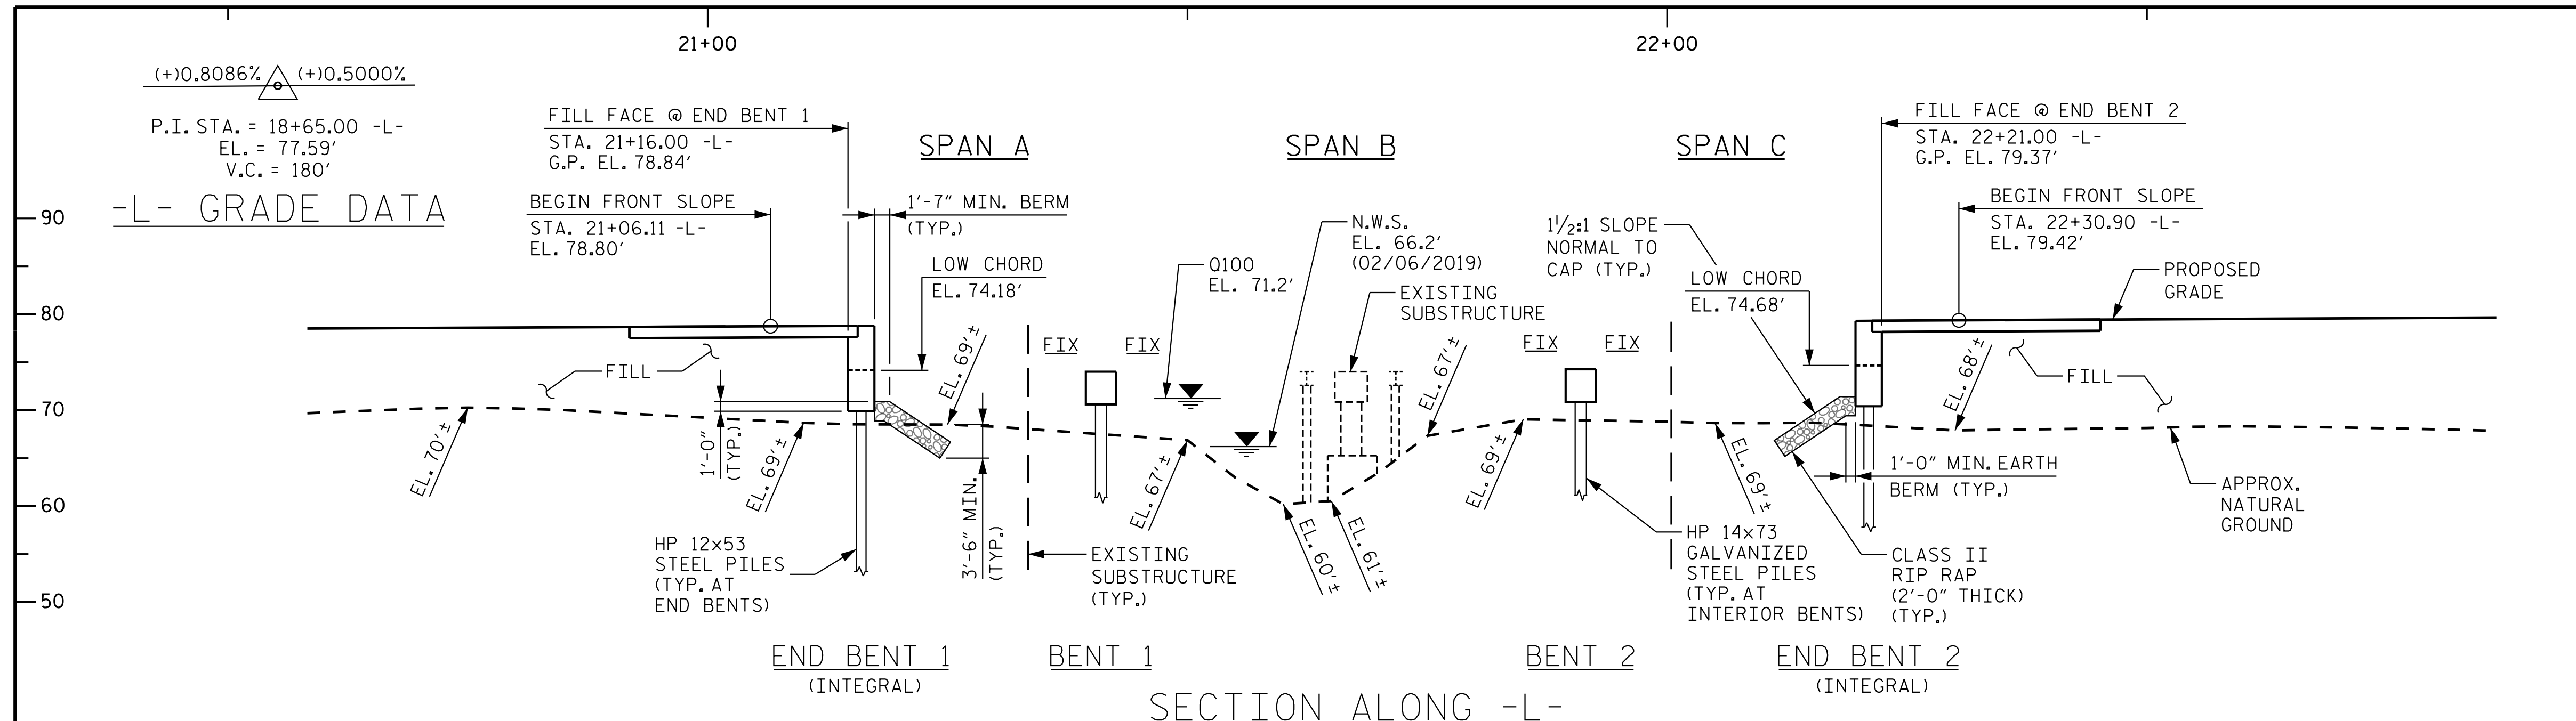 21+00
22+00
(+)0.8086%
(+)0.5000%
P.I. STA. = 18+65.00 -L-
EL. = 77.59'
V.C. = 180'
-L- GRADE DATA
FILL FACE @ END BENT 1
STA. 21+16.00 -L-
G.P. EL. 78.84'
BEGIN FRONT SLOPE
STA. 21+06.11 -L-
EL. 78.80'
SPAN A
SPAN B
SPAN C
1'-7" MIN. BERM
(TYP.)
LOW CHORD
EL. 74.18'
Q100
EL. 71.2'
N.W.S.
EL. 66.2'
(02/06/2019)
EXISTING
SUBSTRUCTURE
1½:1 SLOPE
NORMAL TO
CAP (TYP.)
LOW CHORD
EL. 74.68'
FILL FACE @ END BENT 2
STA. 22+21.00 -L-
G.P. EL. 79.37'
BEGIN FRONT SLOPE
STA. 22+30.90 -L-
EL. 79.42'
PROPOSED
GRADE
90
80
70
60
50
FILL
FIX
FIX
FIX
FIX
FILL
EL. 70'±
1'-0"
(TYP.)
EL. 69'±
EL. 69'±
3'-6" MIN.
(TYP.)
EL. 67'±
EL. 60'±
EL. 61'±
EL. 67'±
EL. 69'±
EL. 69'±
EL. 68'±
HP 12x53
STEEL PILES
(TYP. AT
END BENTS)
EXISTING
SUBSTRUCTURE
(TYP.)
HP 14x73
GALVANIZED
STEEL PILES
(TYP. AT
INTERIOR BENTS)
1'-0" MIN. EARTH
BERM (TYP.)
CLASS II
RIP RAP
(2'-0" THICK)
(TYP.)
APPROX.
NATURAL
GROUND
END BENT 1
(INTEGRAL)
BENT 1
BENT 2
END BENT 2
(INTEGRAL)
SECTION ALONG -L-